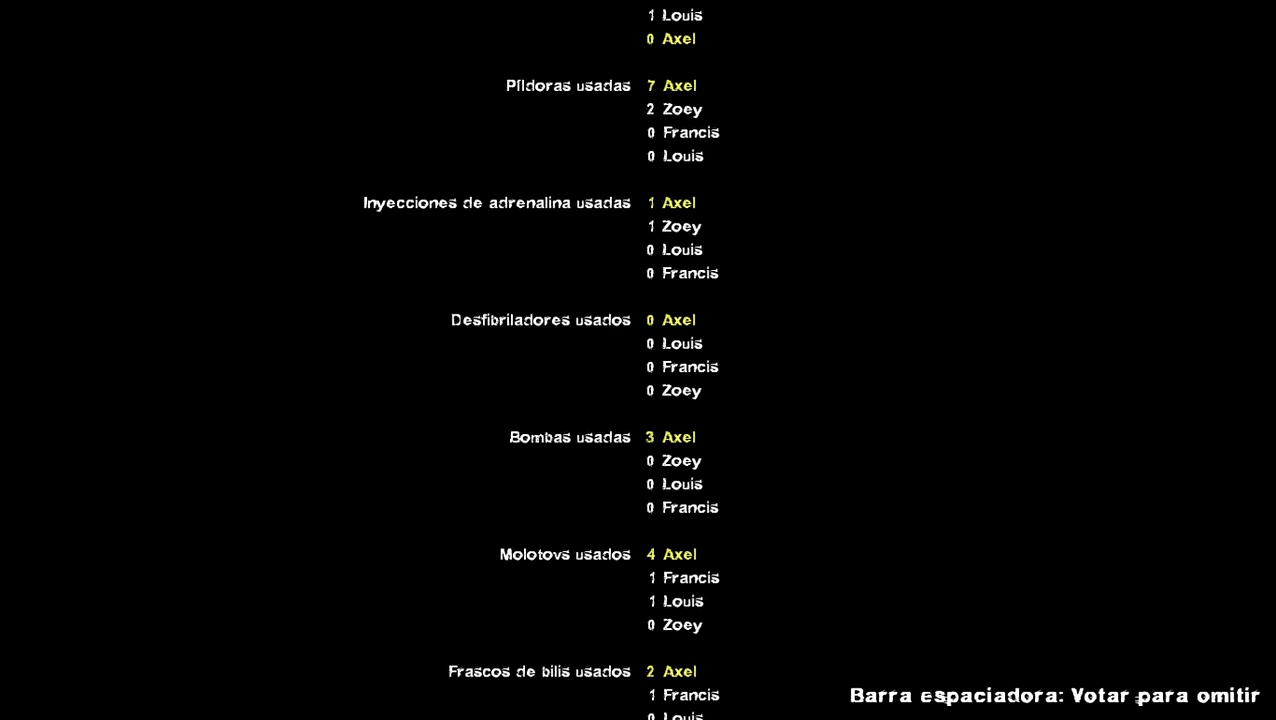 1 Louis
0 Axel
Píldoras usadas 7 Axel
2 Zoey
0 Francis
0 Louis
Inyecciones de adrenalina usadas 1 Axel
1 Zoey
0 Louis
0 Francis
Desfibriladores usados 0 Axel
0 Louis
0 Francis
0 Zoey
Bombas usadas 3 Axel
0 Zoey
0 Louis
0 Francis
Molotovs usados 4 Axel
1 Francis
1 Louis
0 Zoey
Frascos de bilis usados 2 Axel
1 Francis
Barra espaciadora: Votar para omitir
0 Louis